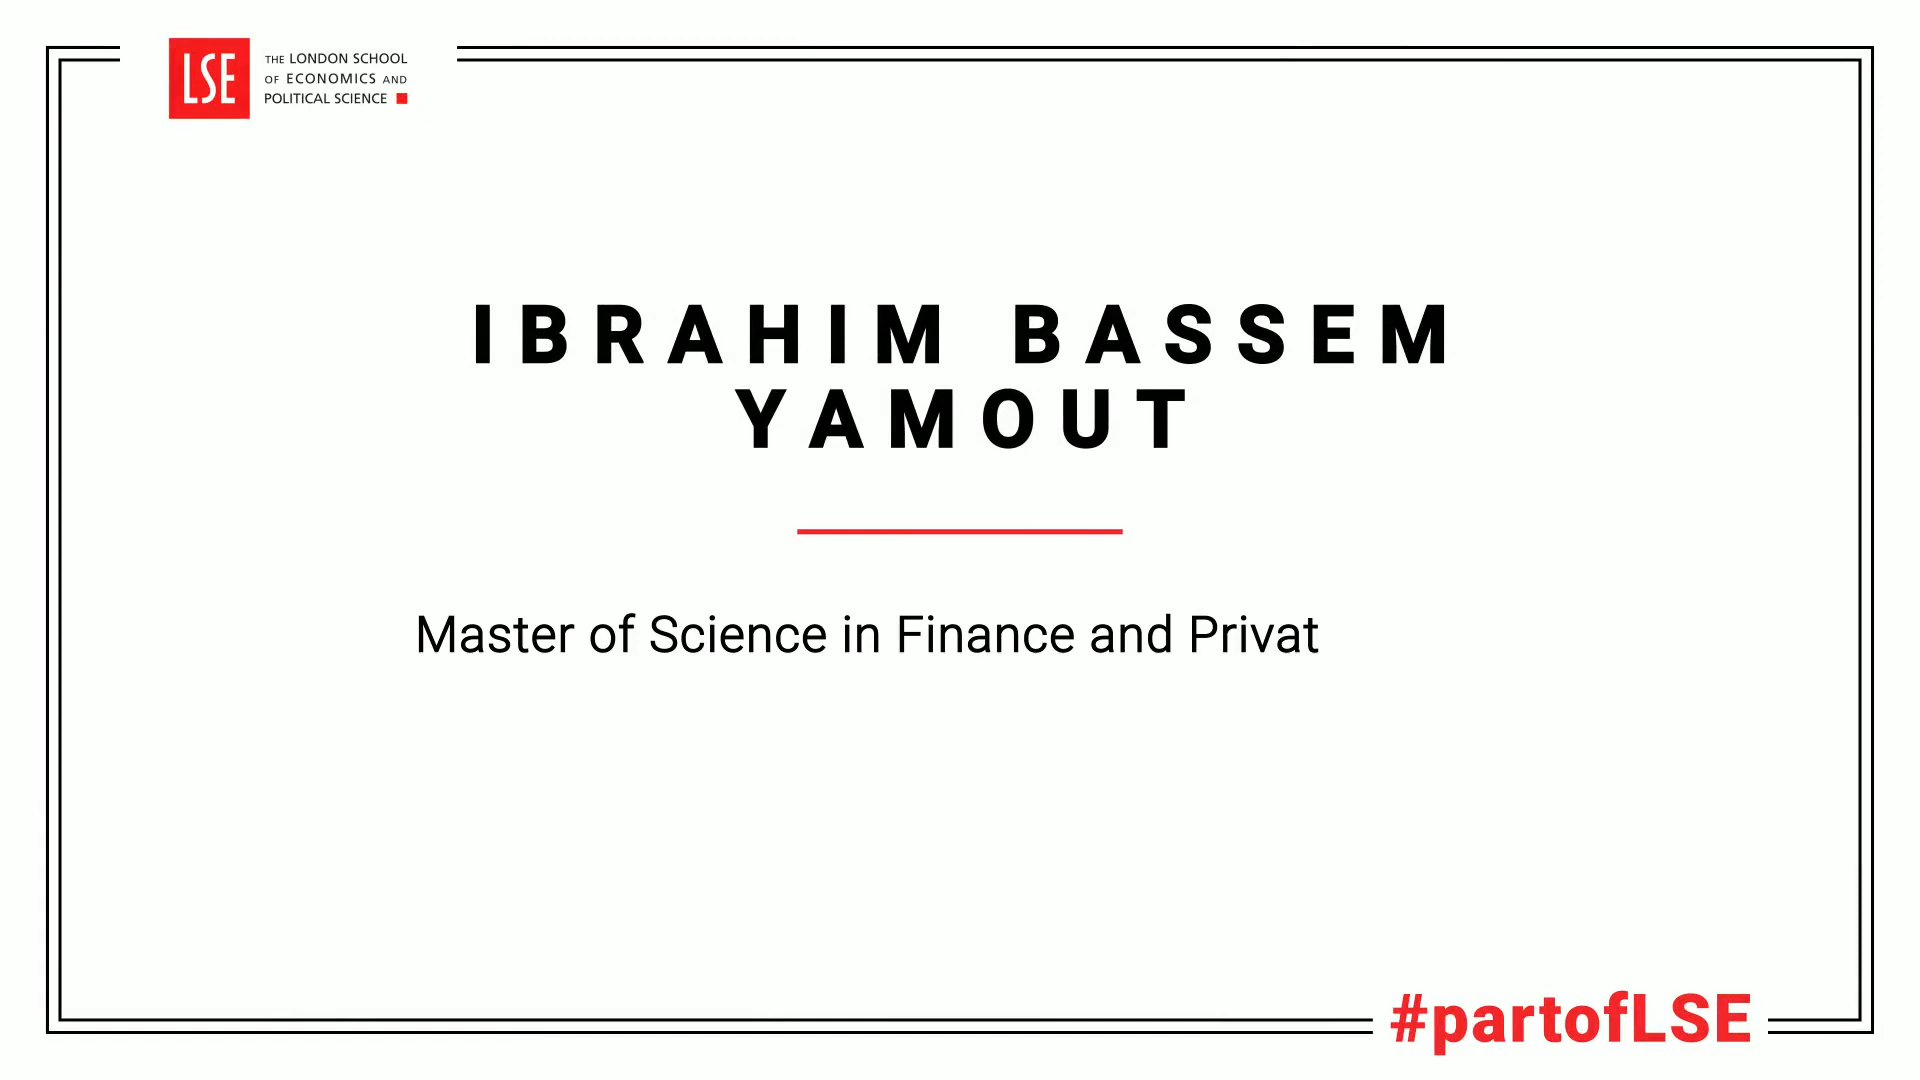 LSE
THE LONDON SCHOOL
OF ECONOMICS AND
POLITICAL SCIENCE
IBRAHIM BASSEM
YAMOUT
Master of Science in Finance and Privat
#partofLSE